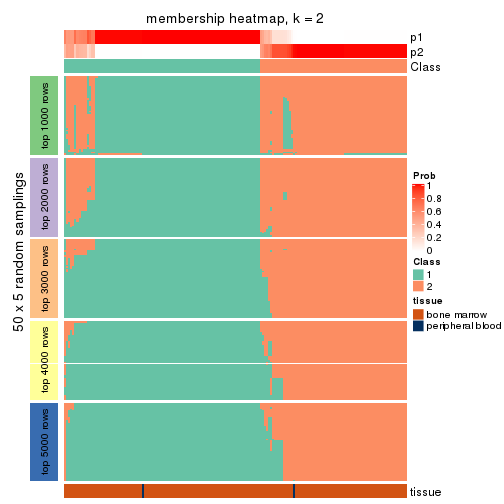 membership heatmap, k = 2
p1
p2
Class
50 x 5 random samplings
top 1000 rows
top 2000 rows
top 3000 rows
top 4000 rows
top 5000 rows
tissue
Prob
1
0.8
0.6
0.4
0.2
0
Class
1
2
tissue
bone marrow
peripheral blood